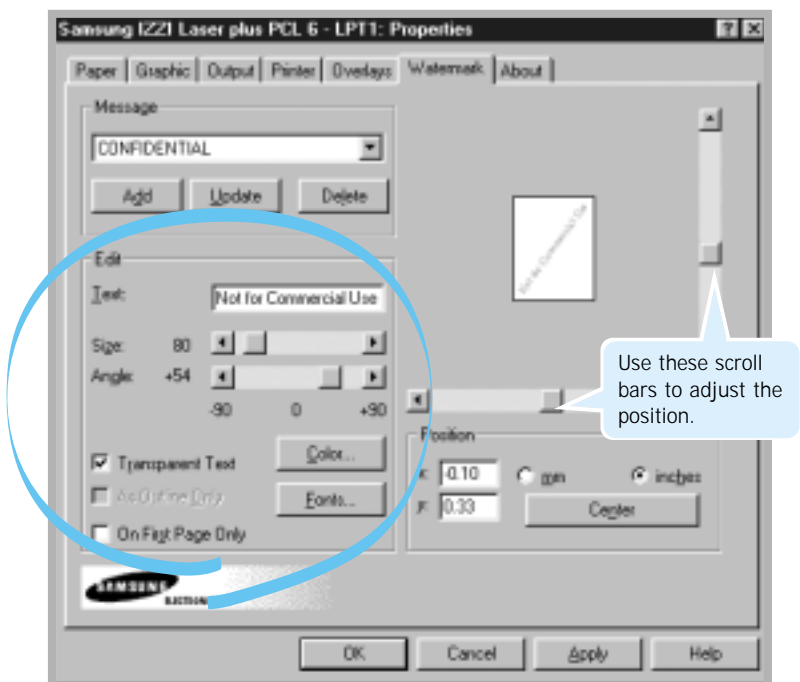 Samsung IZZI Laser plus PCL 6 - LPT1: Properties
Paper Graphic Output Printer Overlays Watermark About
Message
CONFIDENTIAL
Add Update Delete
Edit
Text: Not for Commercial Use
Size: 80
Angle: +54
-90 0 +90
Transparent Text
Color...
As Outline Only
Fonts...
On First Page Only
Use these scroll
bars to adjust the
position.
Position
x: -0.10 mm inches
y: 0.33 Center
SAMSUNG
OK Cancel Apply Help